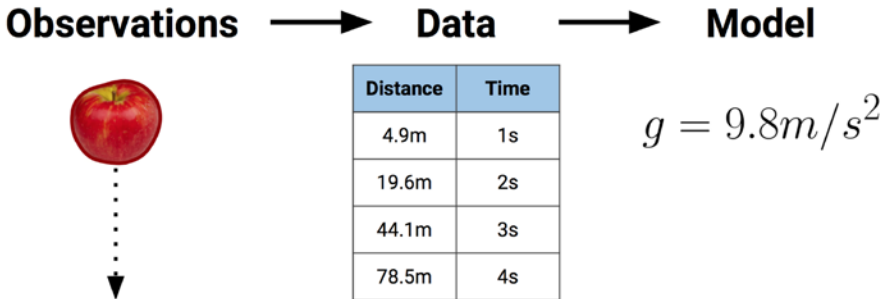 Observations
Data
Model
Distance Time
4.9m 1s
19.6m 2s
44.1m 3s
78.5m 4s
g = 9.8m/s²